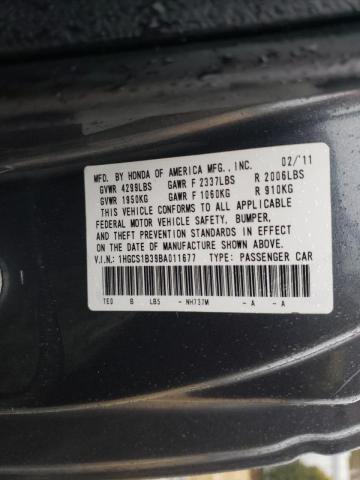 MFD. BY HONDA OF AMERICA MFG., INC. 02/'11
GVWR 4299LBS GAWR F 2337LBS R 2006LBS
GVWR 1950KG GAWR F 1060KG R 910KG
THIS VEHICLE CONFORMS TO ALL APPLICABLE
FEDERAL MOTOR VEHICLE SAFETY, BUMPER,
AND THEFT PREVENTION STANDARDS IN EFFECT
ON THE DATE OF MANUFACTURE SHOWN ABOVE.
V.I.N.: 1HGCS1B39BA011677 TYPE: PASSENGER CAR
TE0 B LB5 - NH737M - A - A